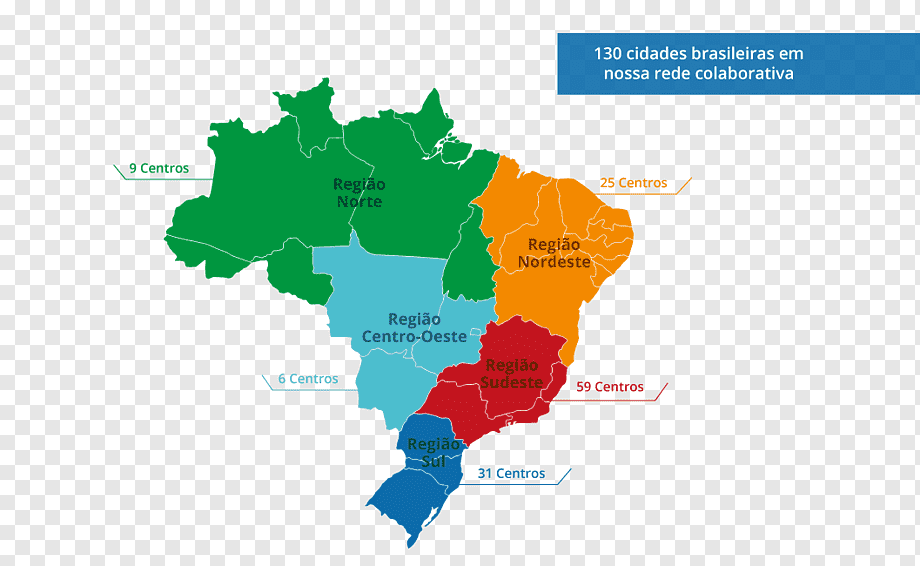 130 cidades brasileiras em
nossa rede colaborativa
9 Centros
Região
Norte
25 Centros
Região
Nordeste
Região
Centro-Oeste
6 Centros
Região
Sudeste
59 Centros
Região
Sul
31 Centros